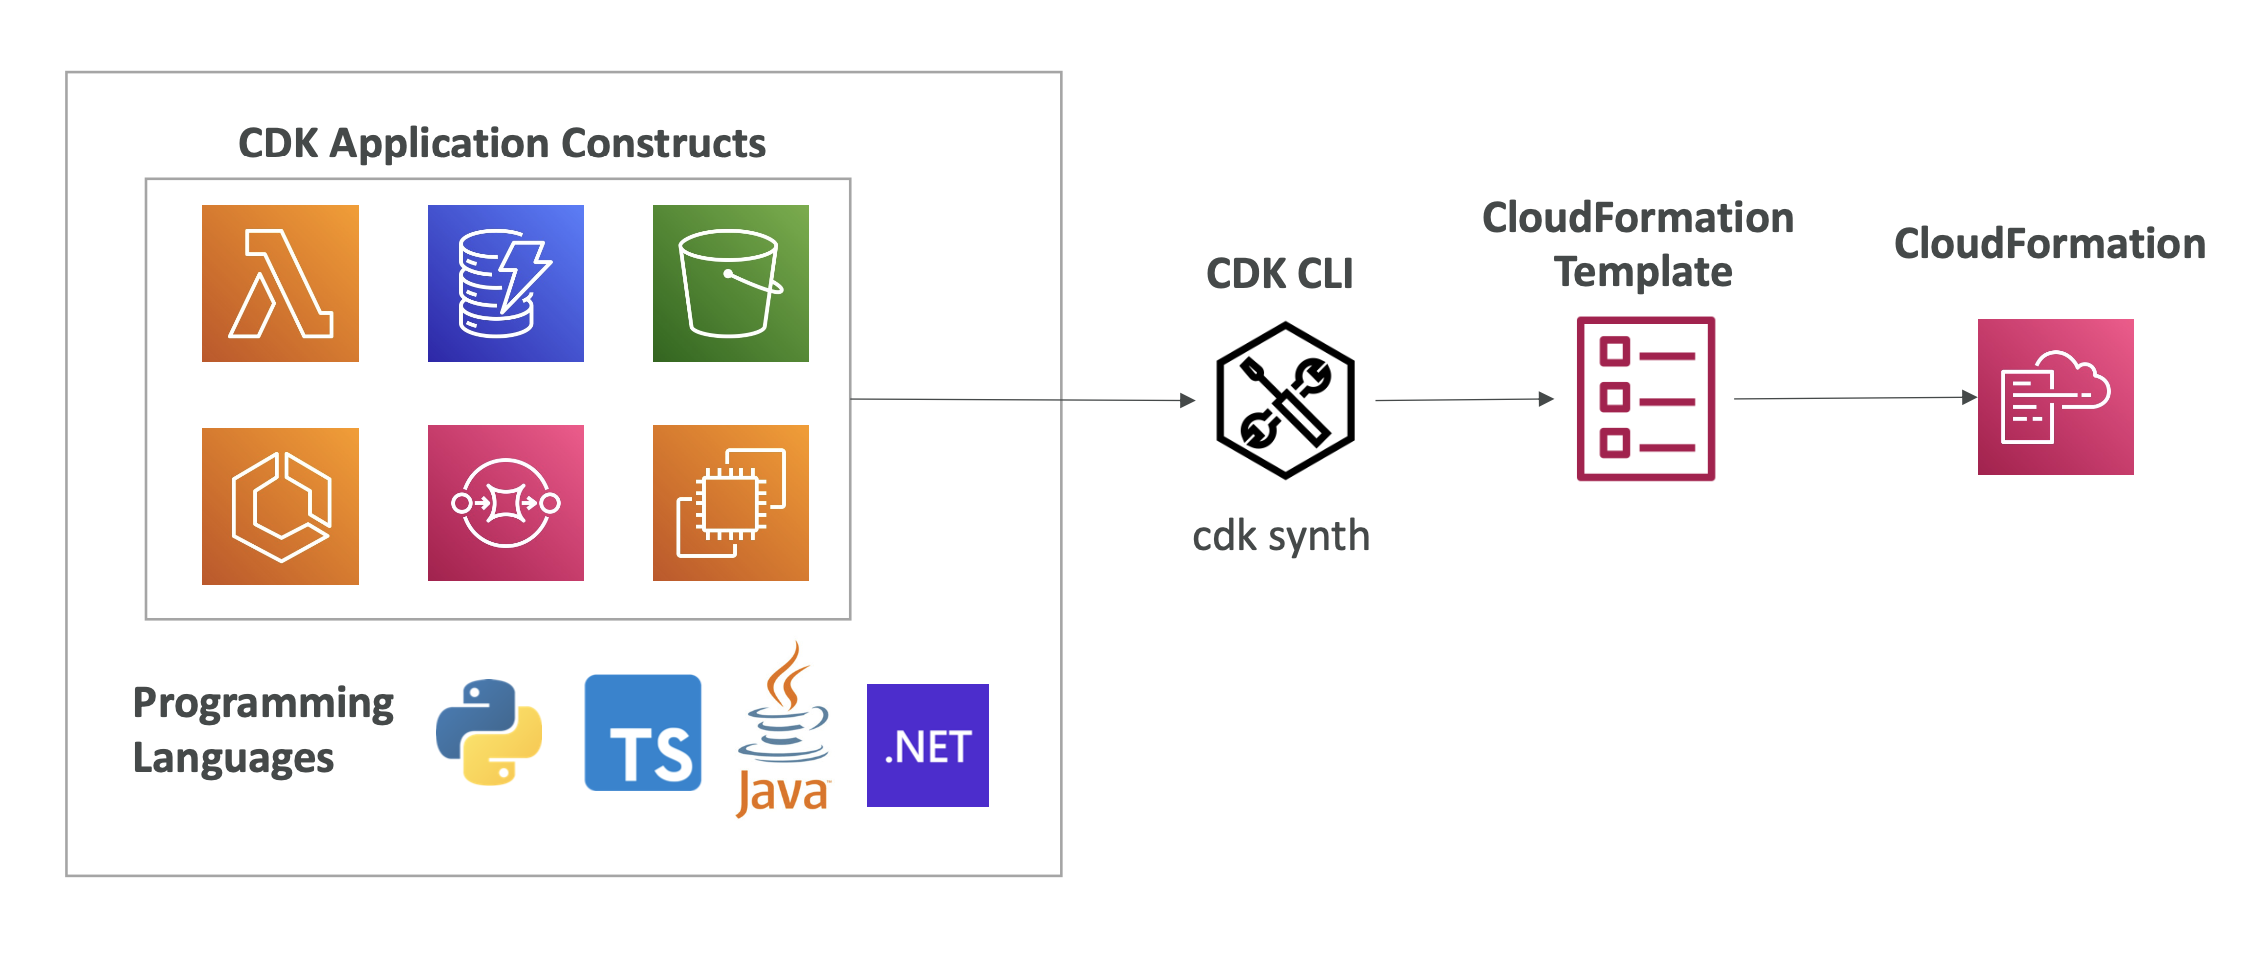 CDK Application Constructs
CloudFormation
Template
CloudFormation
CDK CLI
cdk synth
Programming
Languages
TS
Java
.NET